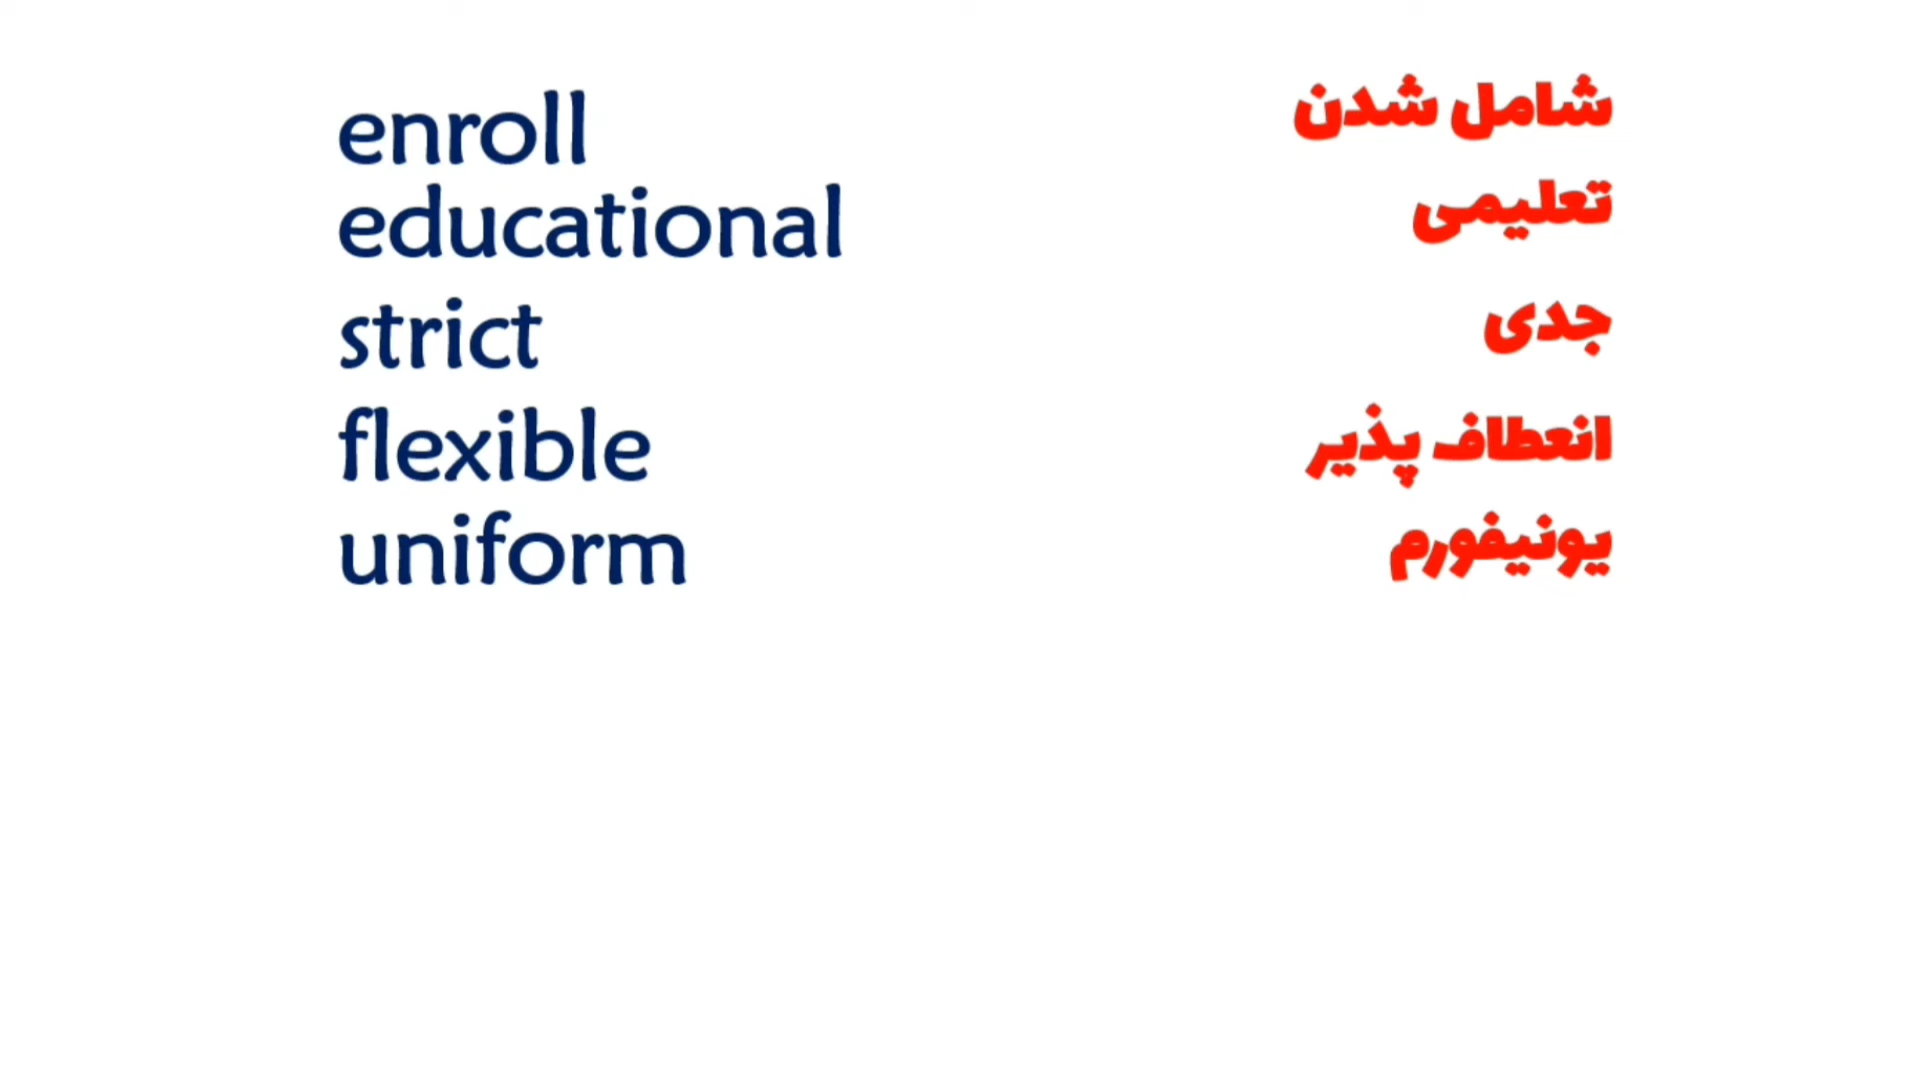 enroll شامل شدن
educational تعلیمی
strict جدی
flexible انعطاف پذیر
uniform یونیفورم